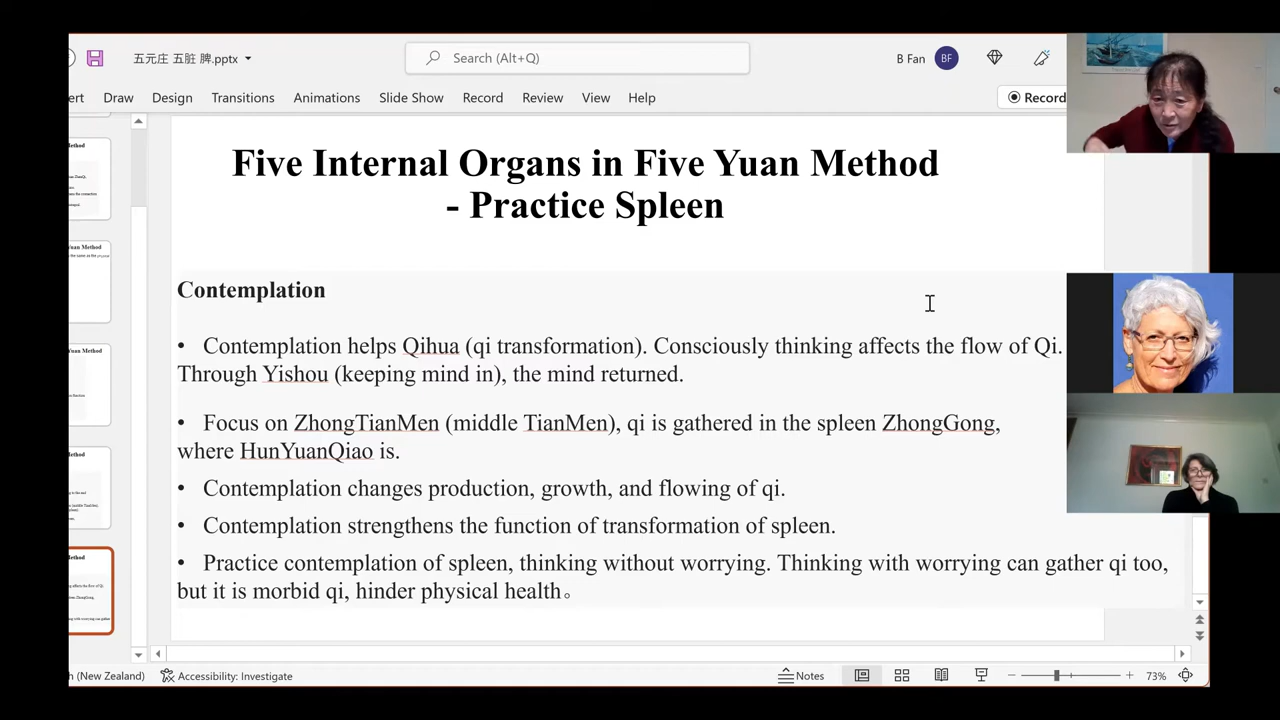 五元庄 五脏 脾.pptx
Search (Alt+Q)
B Fan
BF
Draw
Design
Transitions
Animations
Slide Show
Record
Review
View
Help
Record
Five Internal Organs in Five Yuan Method
- Practice Spleen
Contemplation
• Contemplation helps Qihua (qi transformation). Consciously thinking affects the flow of Qi.
Through Yishou (keeping mind in), the mind returned.
• Focus on ZhongTianMen (middle TianMen), qi is gathered in the spleen ZhongGong,
where HunYuanQiao is.
• Contemplation changes production, growth, and flowing of qi.
• Contemplation strengthens the function of transformation of spleen.
• Practice contemplation of spleen, thinking without worrying. Thinking with worrying can gather qi too,
but it is morbid qi, hinder physical health。
(New Zealand)
Accessibility: Investigate
Notes
73%